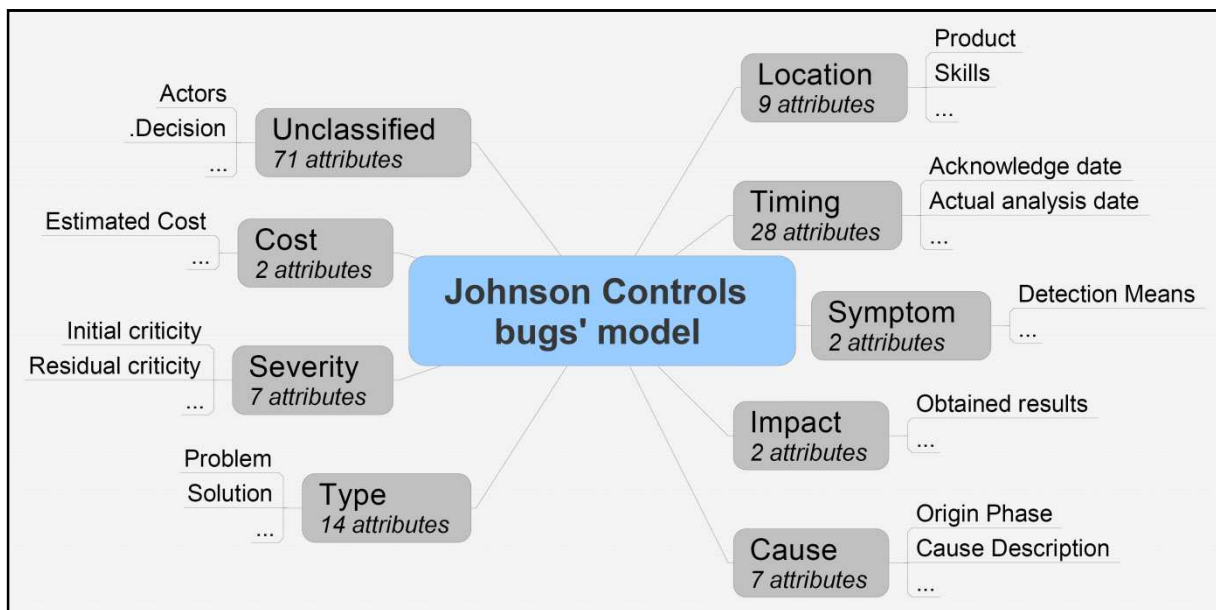 Johnson Controls
bugs' model
Unclassified
71 attributes
Actors
.Decision
...
Cost
2 attributes
Estimated Cost
...
Severity
7 attributes
Initial criticity
Residual criticity
...
Type
14 attributes
Problem
Solution
...
Location
9 attributes
Product
Skills
...
Timing
28 attributes
Acknowledge date
Actual analysis date
...
Symptom
2 attributes
Detection Means
...
Impact
2 attributes
Obtained results
...
Cause
7 attributes
Origin Phase
Cause Description
...